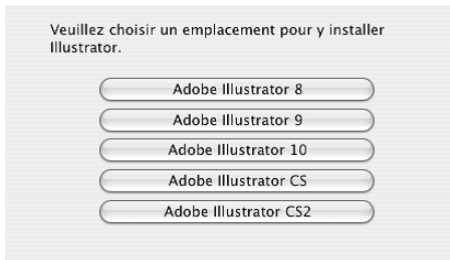 Veuillez choisir un emplacement pour y installer
Illustrator.
Adobe Illustrator 8
Adobe Illustrator 9
Adobe Illustrator 10
Adobe Illustrator CS
Adobe Illustrator CS2